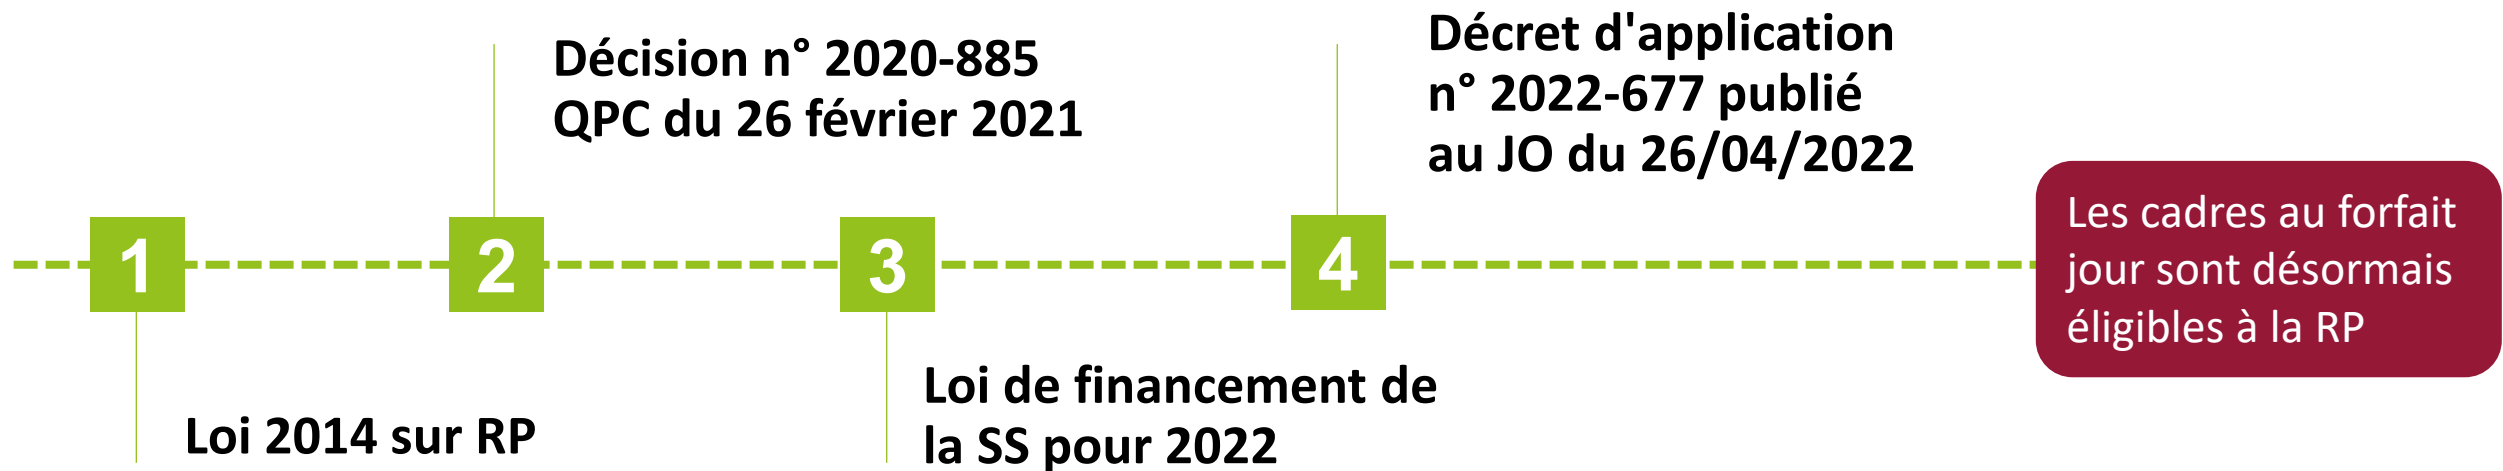 1
Loi 2014 sur RP
2
Décision n° 2020-885
QPC du 26 février 2021
3
Loi de financement de
la SS pour 2022
4
Décret d'application
n° 2022-677 publié
au JO du 26/04/2022
Les cadres au forfait
jour sont désormais
éligibles à la RP